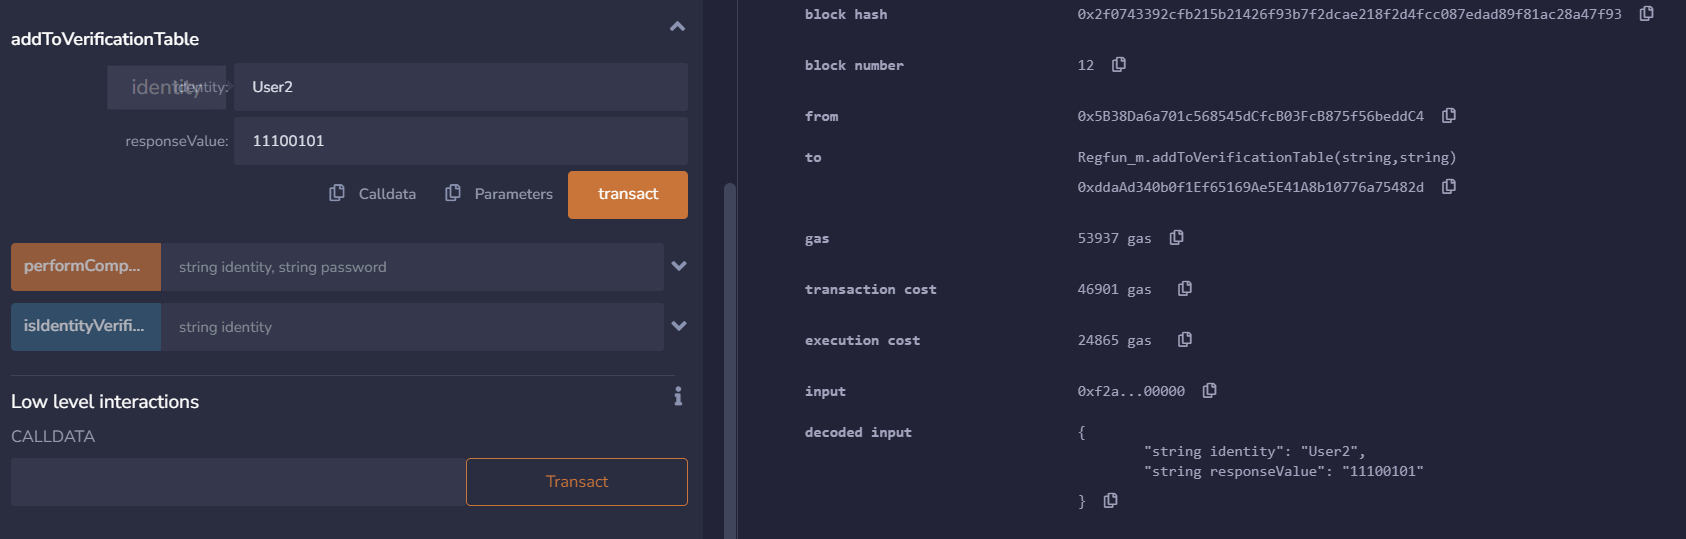 addToVerificationTable
identity
identity:
User2
responseValue:
11100101
Calldata
Parameters
transact
performComp...
string identity, string password
isIdentityVerifi...
string identity
Low level interactions
i
CALLDATA
Transact
block hash
0x2f0743392cfb215b21426f93b7f2dcae218f2d4fcc087edad89f81ac28a47f93
block number
12
from
0x5B38Da6a701c568545dCfcB03FcB875f56beddC4
to
Regfun_m.addToVerificationTable(string,string)
0xddaAd340b0f1Ef65169Ae5E41A8b10776a75482d
gas
53937 gas
transaction cost
46901 gas
execution cost
24865 gas
input
0xf2a...00000
decoded input
{
"string identity": "User2",
"string responseValue": "11100101"
}